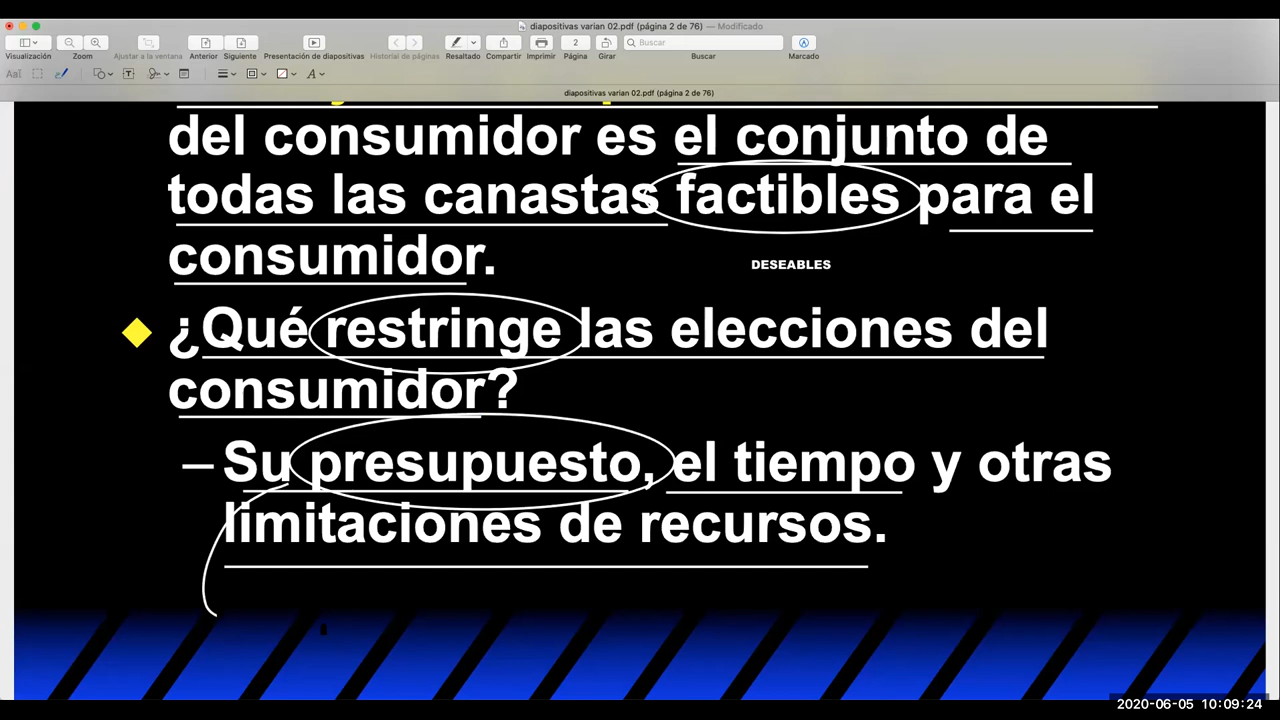 diapositivas varian 02.pdf (página 2 de 76) — Modificado
2
Buscar
Visualización Zoom Ajustar a la ventana Anterior Siguiente Presentación de diapositivas Historial de páginas Resaltado Compartir Imprimir Página Girar Buscar Marcado
AaI T A
diapositivas varian 02.pdf (página 2 de 76)
del consumidor es el conjunto de
todas las canastas factibles para el
consumidor.
DESEABLES
¿Qué restringe las elecciones del
consumidor?
– Su presupuesto, el tiempo y otras
limitaciones de recursos.
2020-06-05 10:09:24